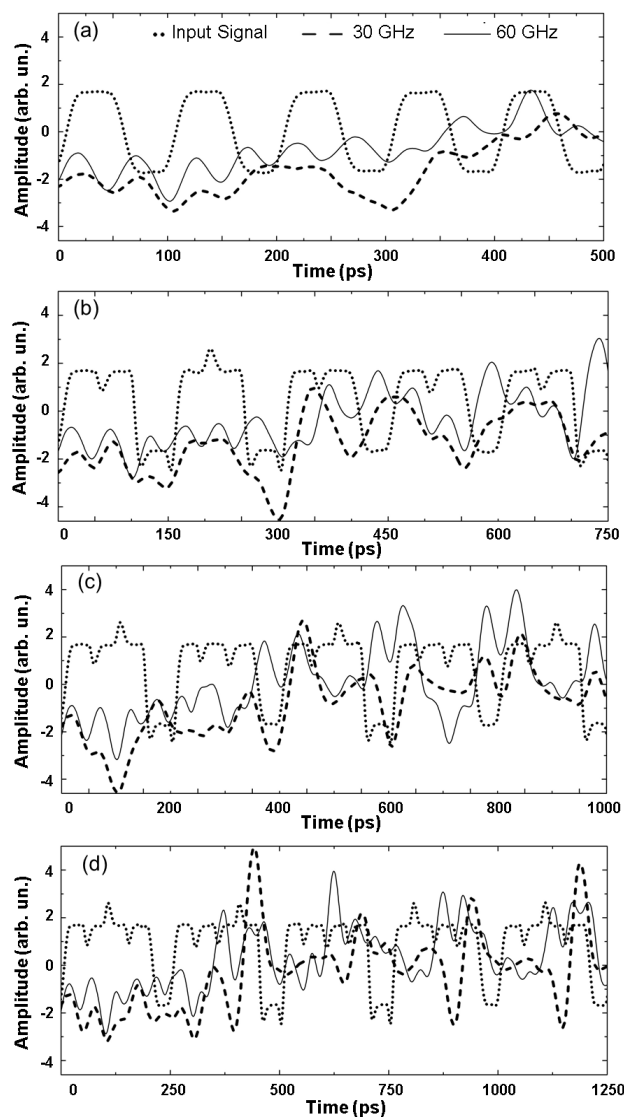 (a)
Input Signal 30 GHz 60 GHz
Amplitude (arb. un.)
4
2
0
-2
-4
0 100 200 300 400 500
Time (ps)
(b)
Amplitude (arb. un.)
4
2
0
-2
-4
0 150 300 450 600 750
Time (ps)
(c)
Amplitude (arb. un.)
4
2
0
-2
-4
0 200 400 600 800 1000
Time (ps)
(d)
Amplitude (arb. un.)
4
2
0
-2
-4
0 250 500 750 1000 1250
Time (ps)